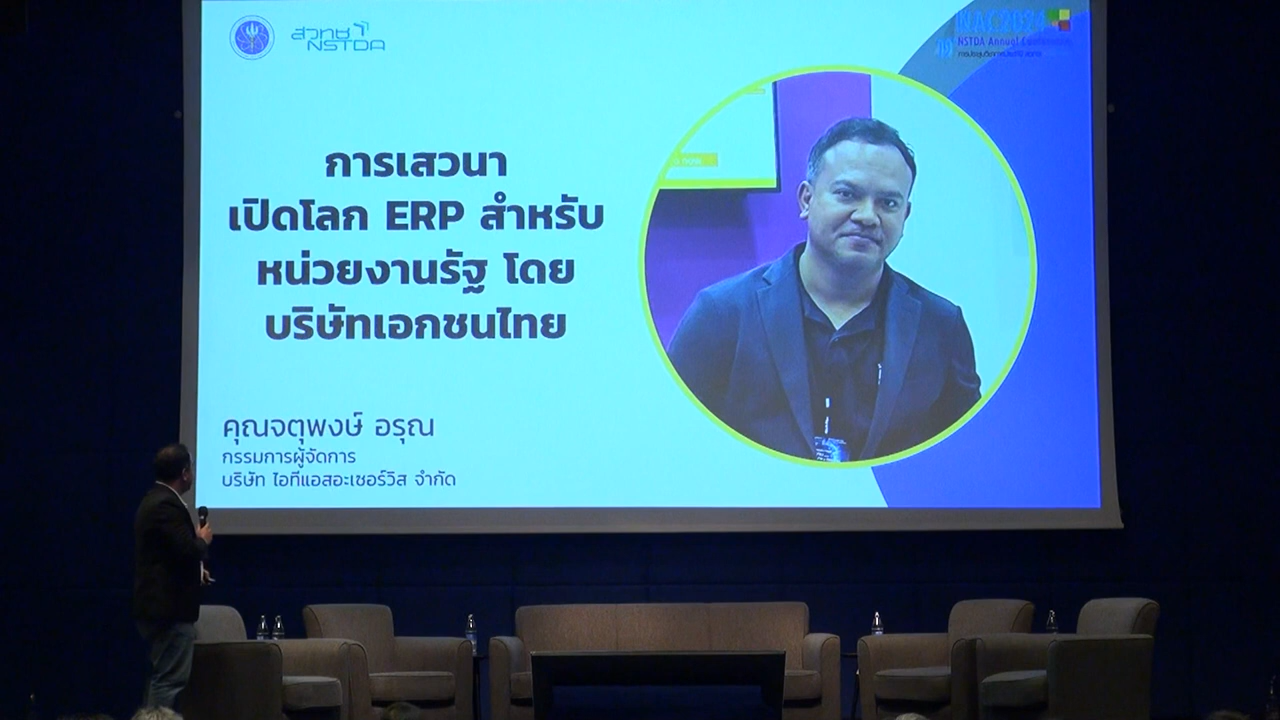 สวทช
NSTDA
NAC2024
NSTDA Annual Conference
การเสวนา
เปิดโลก ERP สำหรับ
หน่วยงานรัฐ โดย
บริษัทเอกชนไทย
คุณจตุพงษ์ อรุณ
กรรมการผู้จัดการ
บริษัท ไอทีแอสอะเซอร์วิส จำกัด